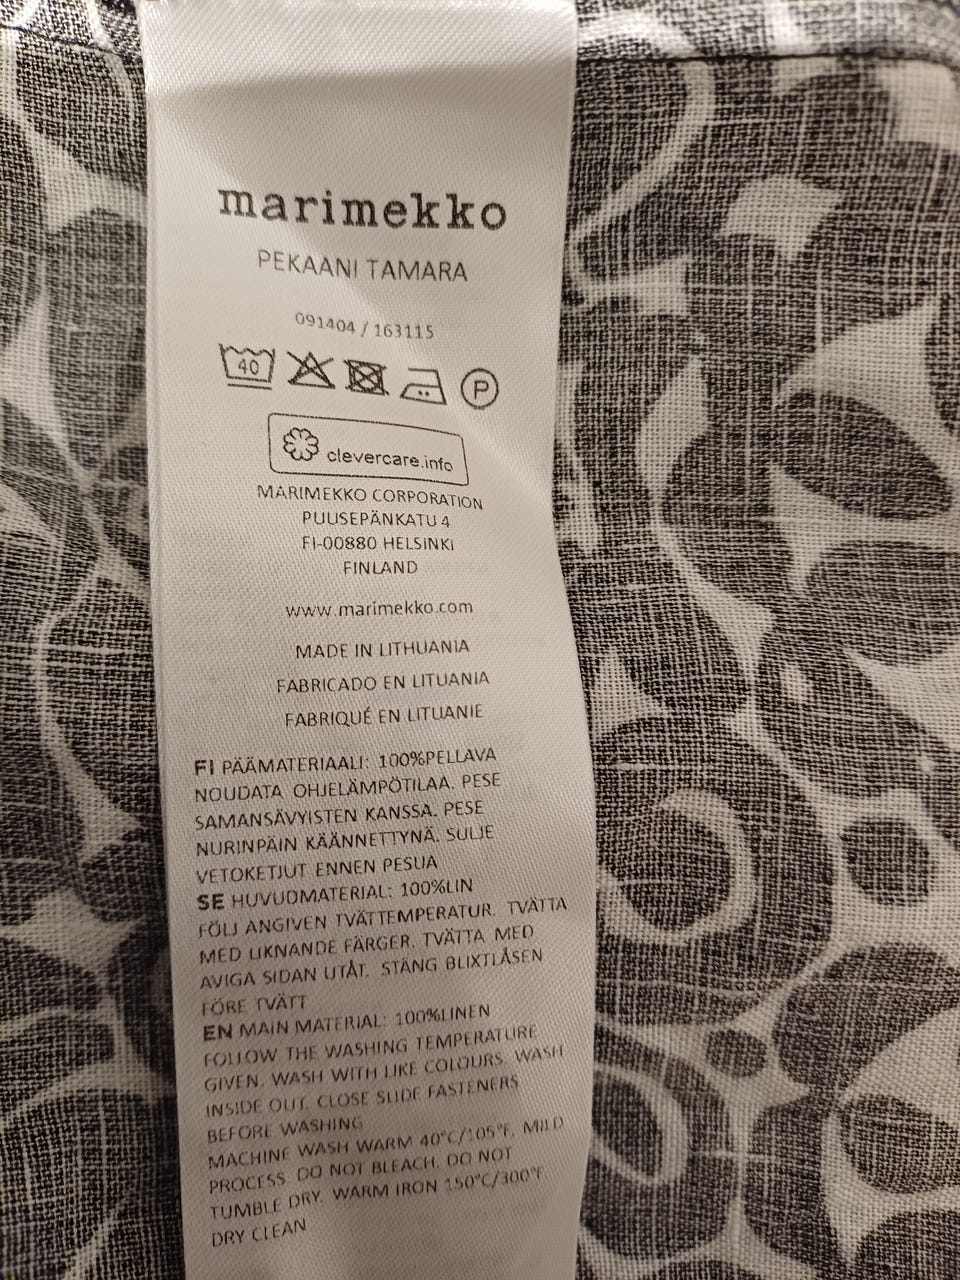 marimekko
PEKAANI TAMARA
091404 / 163115
40
P
clevercare.info
MARIMEKKO CORPORATION
PUUSEPÄNKATU 4
FI-00880 HELSINKI
FINLAND
www.marimekko.com
MADE IN LITHUANIA
FABRICADO EN LITUANIA
FABRIQUÉ EN LITUANIE
FI PÄÄMATERIAALI: 100%PELLAVA
NOUDATA OHJELÄMPÖTILAA. PESE
SAMANSÄVYISTEN KANSSA. PESE
NURINPÄIN KÄÄNNETTYNÄ. SULJE
VETOKETJUT ENNEN PESUA
SE HUVUDMATERIAL: 100%LIN
FÖLJ ANGIVEN TVÄTTEMPERATUR. TVÄTTA
MED LIKNANDE FÄRGER. TVÄTTA MED
AVIGA SIDAN UTÅT. STÄNG BLIXTLÅSEN
FÖRE TVÄTT
EN MAIN MATERIAL: 100%LINEN
FOLLOW THE WASHING TEMPERATURE
GIVEN. WASH WITH LIKE COLOURS. WASH
INSIDE OUT. CLOSE SLIDE FASTENERS
BEFORE WASHING
MACHINE WASH WARM 40°C/105°F, MILD
PROCESS. DO NOT BLEACH. DO NOT
TUMBLE DRY. WARM IRON 150°C/300°F.
DRY CLEAN